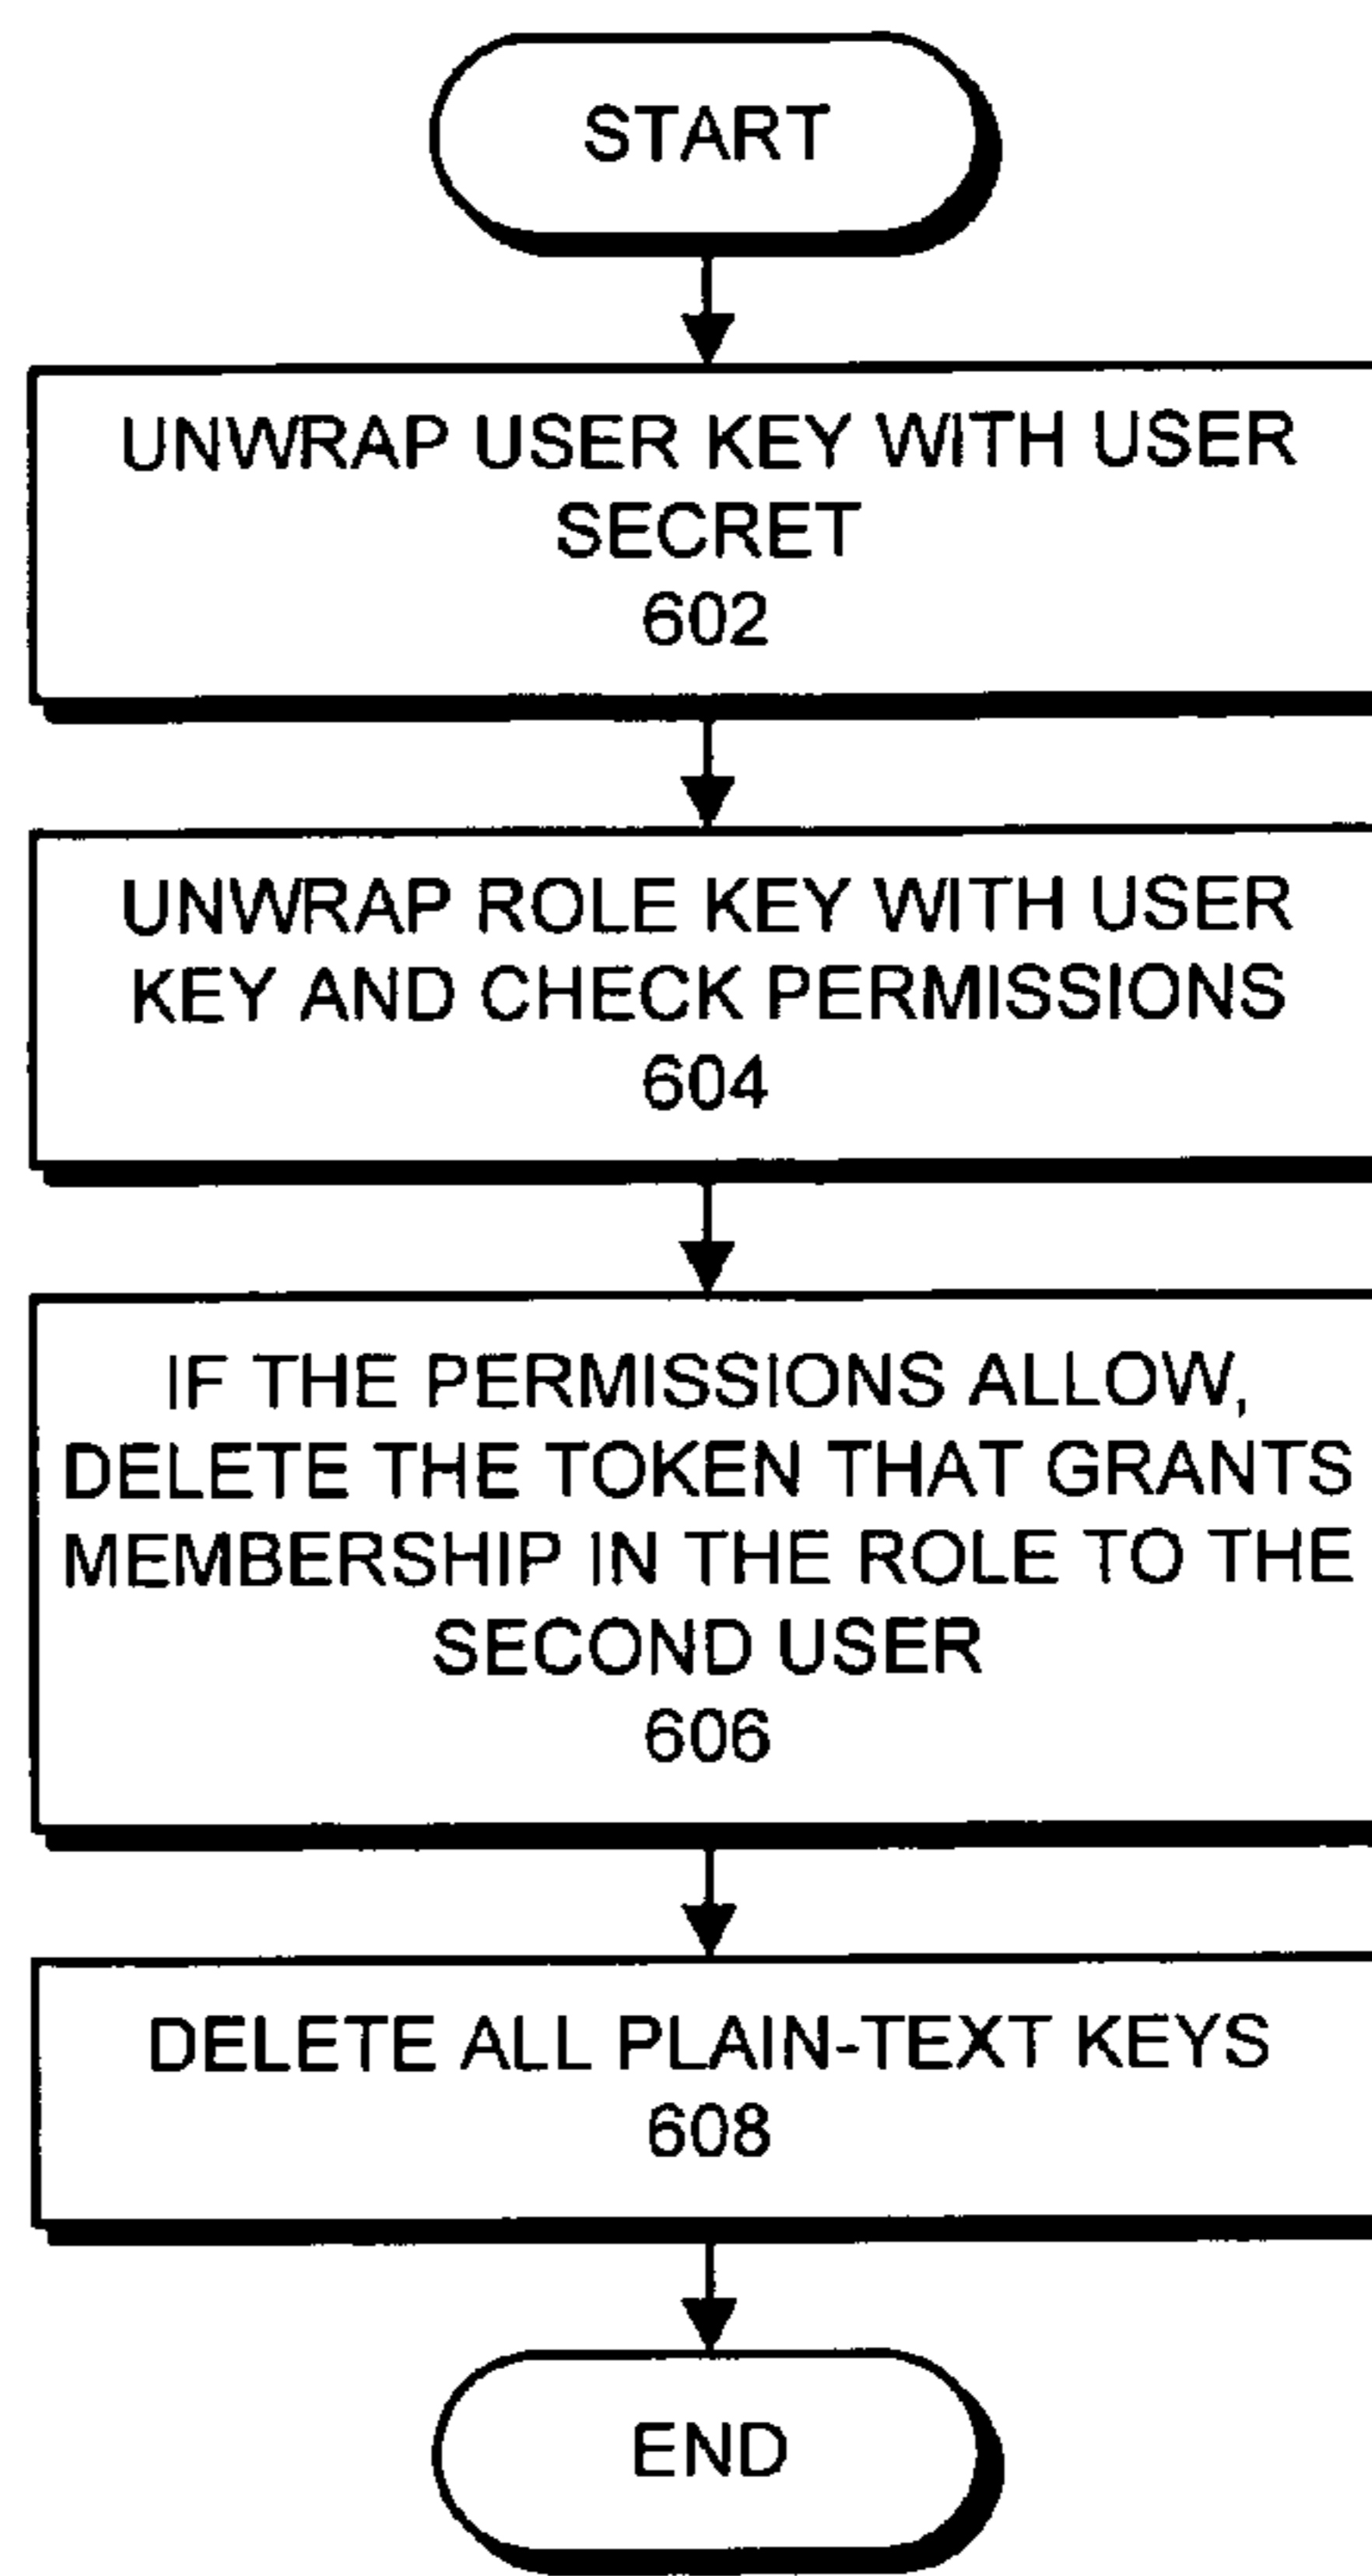 START
UNWRAP USER KEY WITH USER
SECRET
602
UNWRAP ROLE KEY WITH USER
KEY AND CHECK PERMISSIONS
604
IF THE PERMISSIONS ALLOW,
DELETE THE TOKEN THAT GRANTS
MEMBERSHIP IN THE ROLE TO THE
SECOND USER
606
DELETE ALL PLAIN-TEXT KEYS
608
END